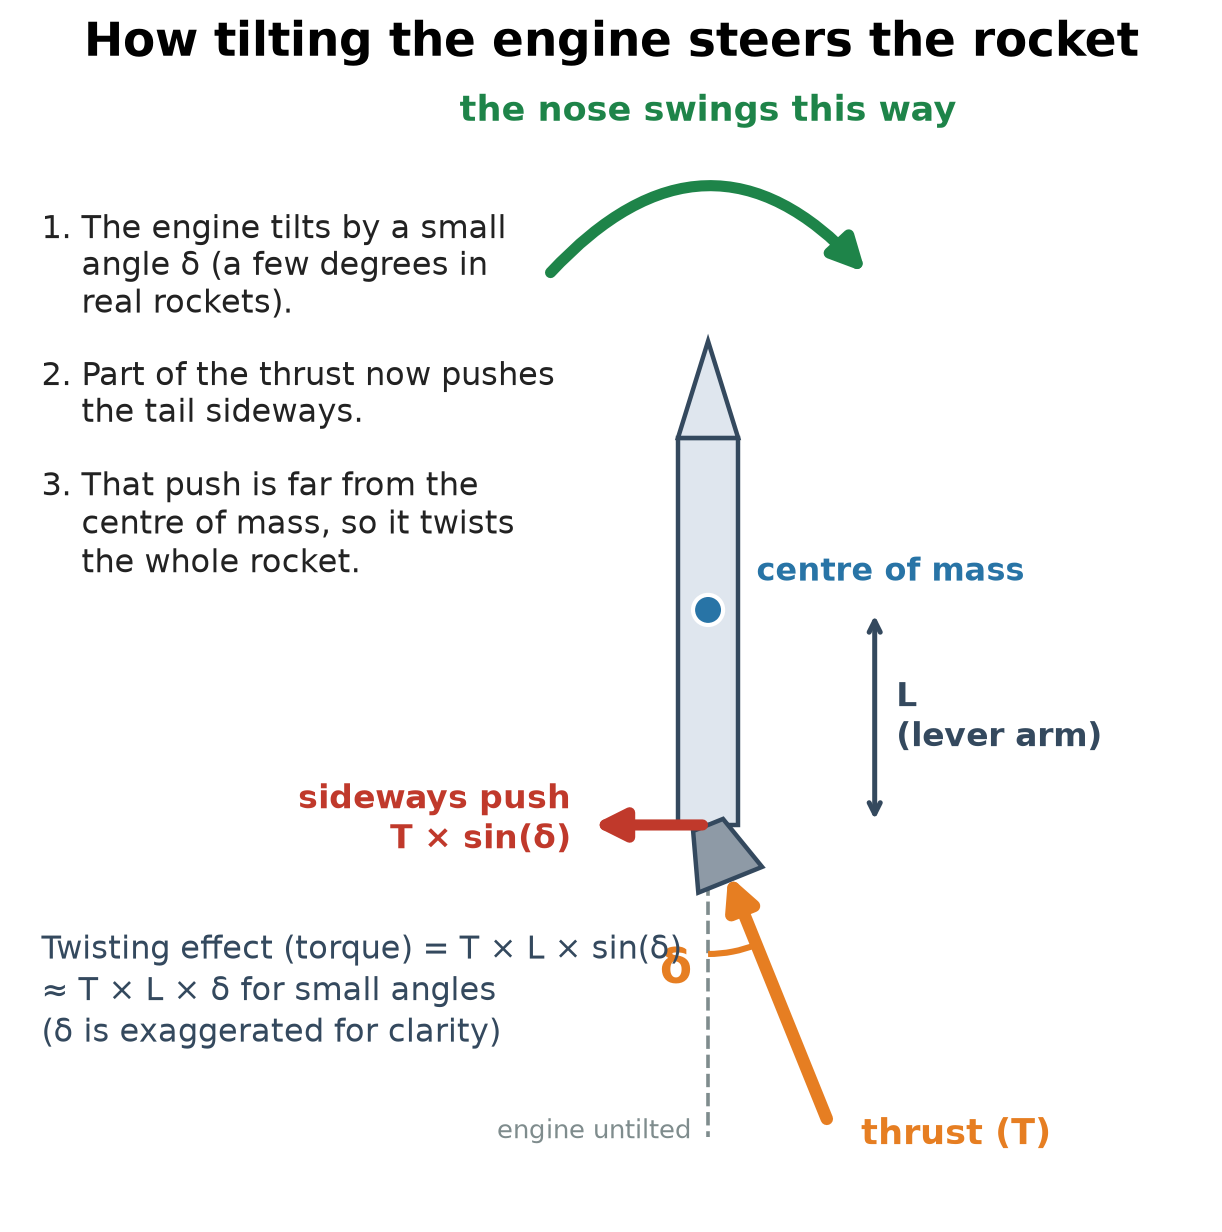 How tilting the engine steers the rocket
the nose swings this way
1. The engine tilts by a small
angle δ (a few degrees in
real rockets).
2. Part of the thrust now pushes
the tail sideways.
3. That push is far from the
centre of mass, so it twists
the whole rocket.
centre of mass
L
(lever arm)
sideways push
T × sin(δ)
Twisting effect (torque) = T × L × sin(δ)
≈ T × L × δ for small angles
(δ is exaggerated for clarity)
δ
engine untilted
thrust (T)